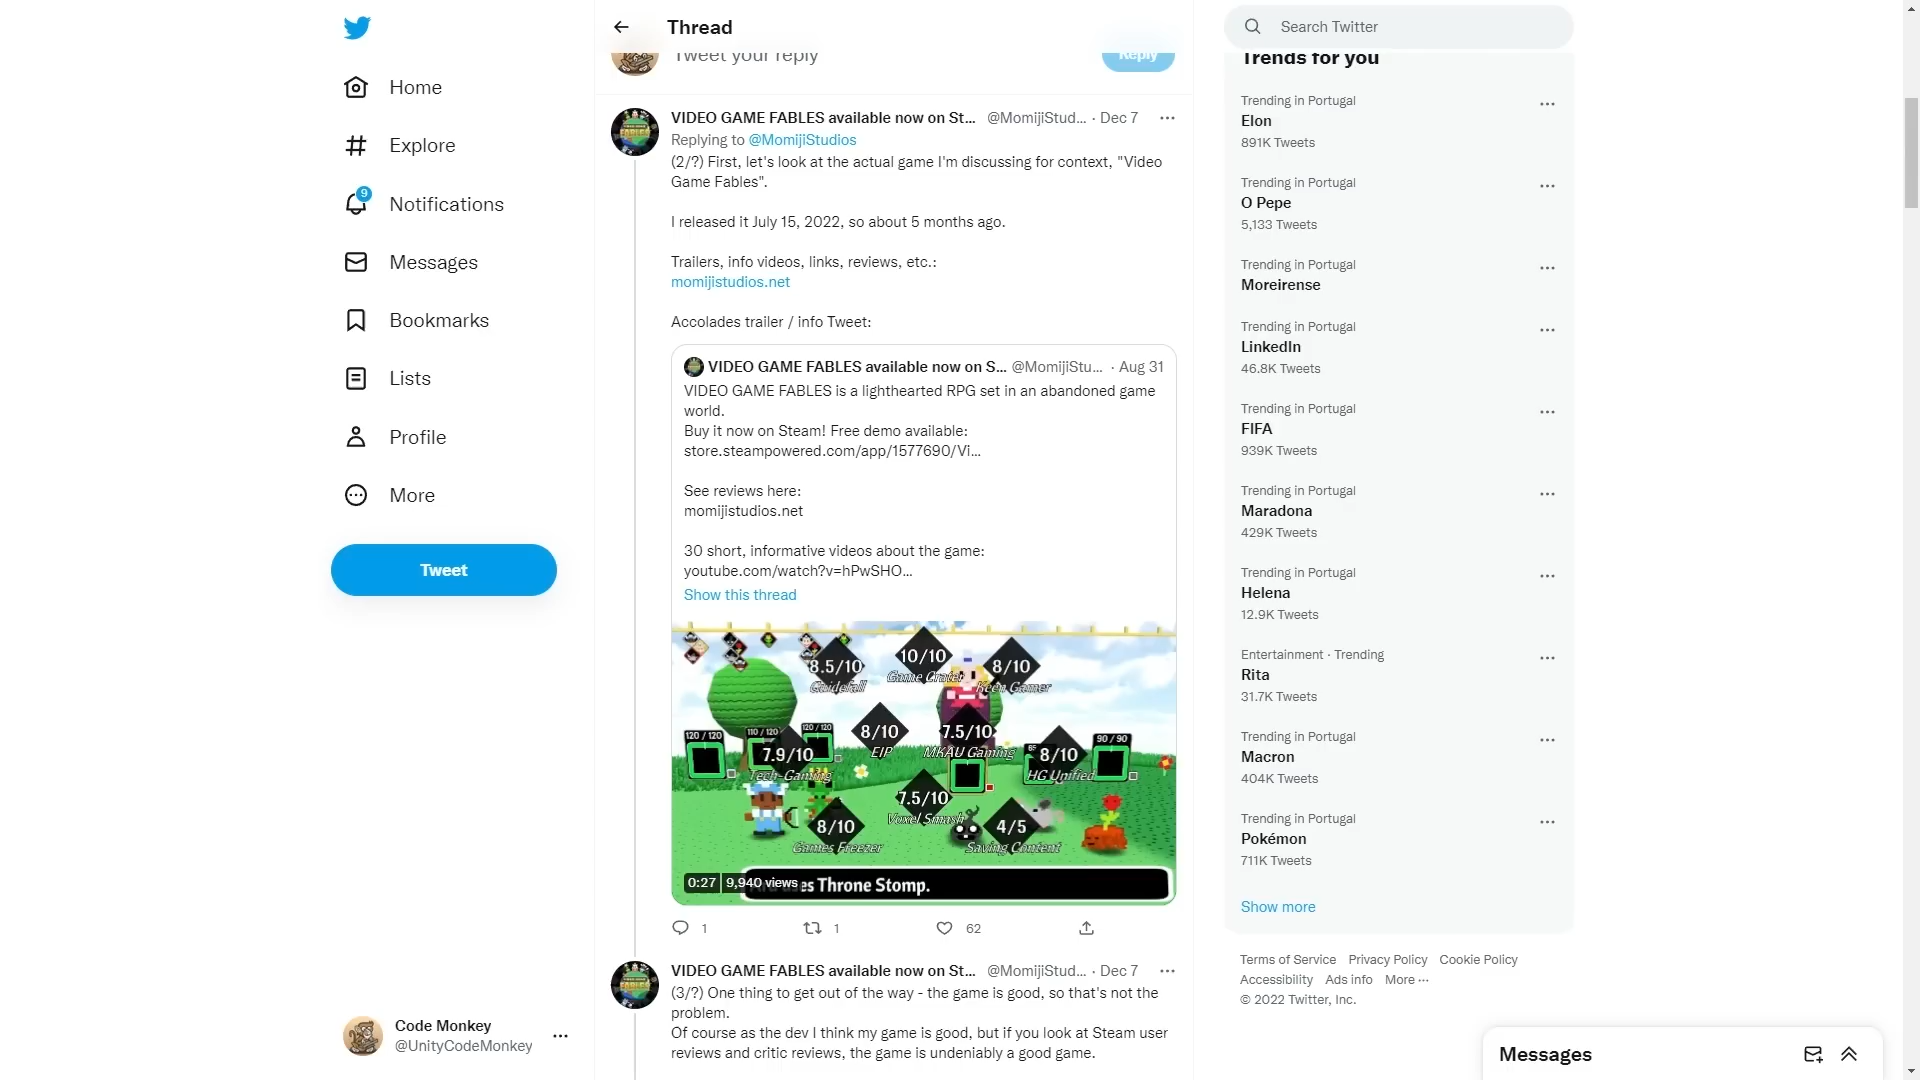 Home
Explore
9
Notifications
Messages
Bookmarks
Lists
Profile
More
Tweet
Code Monkey
@UnityCodeMonkey
Thread
Tweet your reply
Reply
VIDEO GAME FABLES available now on St... @MomijiStud... · Dec 7
Replying to @MomijiStudios
(2/?) First, let's look at the actual game I'm discussing for context, "Video
Game Fables".
I released it July 15, 2022, so about 5 months ago.
Trailers, info videos, links, reviews, etc.:
momijistudios.net
Accolades trailer / info Tweet:
VIDEO GAME FABLES available now on S... @MomijiStu... · Aug 31
VIDEO GAME FABLES is a lighthearted RPG set in an abandoned game
world.
Buy it now on Steam! Free demo available:
store.steampowered.com/app/1577690/Vi...
See reviews here:
momijistudios.net
30 short, informative videos about the game:
youtube.com/watch?v=hPwSHO...
Show this thread
8.5/10
Guidefall
10/10
Game Crater
8/10
Keen Gamer
120 / 120
110 / 120
120 / 120
7.9/10
Tech-Gaming
8/10
EIP
7.5/10
MKAU Gaming
8/10
HG Unified
90 / 90
8/10
Games Freezer
7.5/10
Voxel Smash
4/5
Saving Content
0:27 9,940 views
es Throne Stomp.
1 1 62
VIDEO GAME FABLES available now on St... @MomijiStud... · Dec 7
(3/?) One thing to get out of the way - the game is good, so that's not the
problem.
Of course as the dev I think my game is good, but if you look at Steam user
reviews and critic reviews, the game is undeniably a good game.
Search Twitter
Trends for you
Trending in Portugal
Elon
891K Tweets
Trending in Portugal
O Pepe
5,133 Tweets
Trending in Portugal
Moreirense
Trending in Portugal
LinkedIn
46.8K Tweets
Trending in Portugal
FIFA
939K Tweets
Trending in Portugal
Maradona
429K Tweets
Trending in Portugal
Helena
12.9K Tweets
Entertainment · Trending
Rita
31.7K Tweets
Trending in Portugal
Macron
404K Tweets
Trending in Portugal
Pokémon
711K Tweets
Show more
Terms of Service Privacy Policy Cookie Policy
Accessibility Ads info More ···
© 2022 Twitter, Inc.
Messages